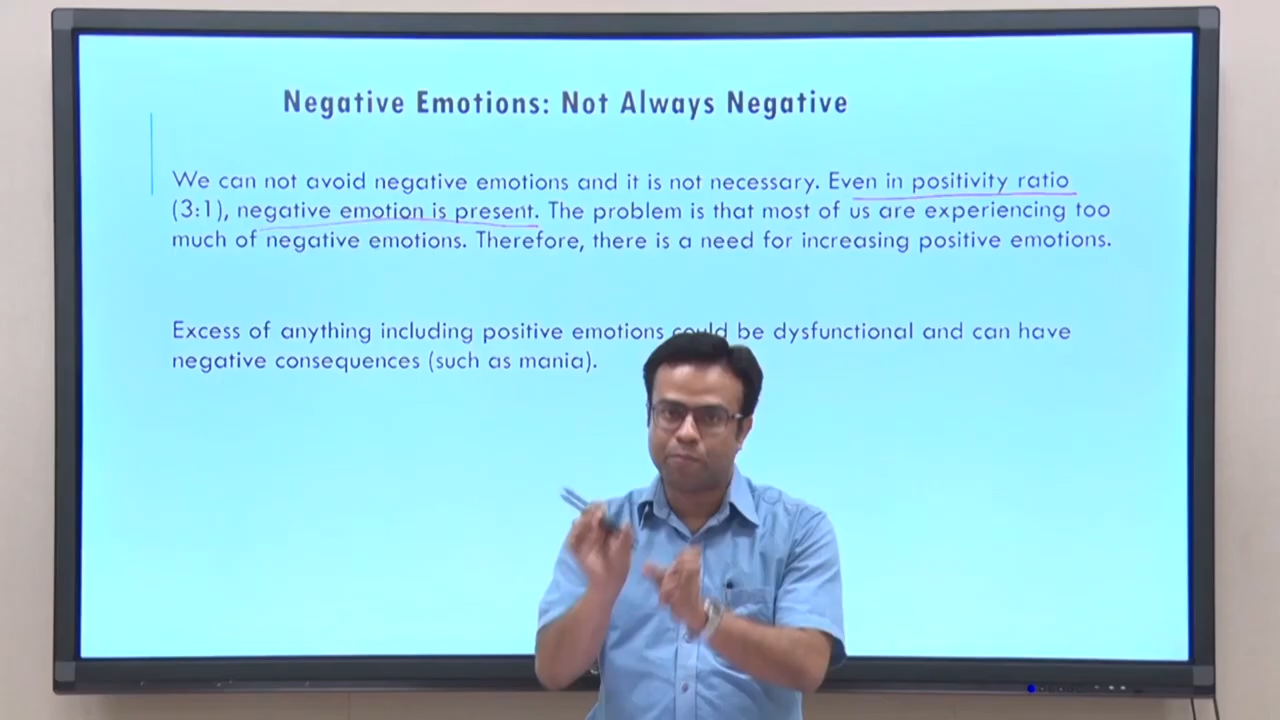 Negative Emotions: Not Always Negative
We can not avoid negative emotions and it is not necessary. Even in positivity ratio
(3:1), negative emotion is present. The problem is that most of us are experiencing too
much of negative emotions. Therefore, there is a need for increasing positive emotions.
Excess of anything including positive emotions could be dysfunctional and can have
negative consequences (such as mania).